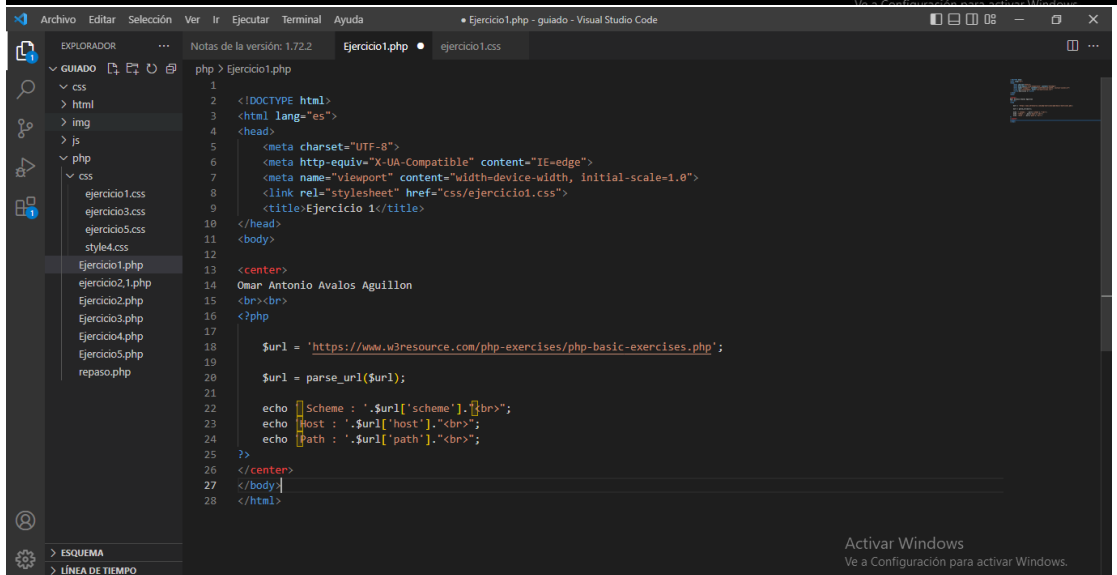 Ve a Configuración para activar Windows.
Archivo Editar Selección Ver Ir Ejecutar Terminal Ayuda
● Ejercicio1.php - guiado - Visual Studio Code
EXPLORADOR ...
Notas de la versión: 1.72.2 Ejercicio1.php ● ejercicio1.css
GUIADO
php > Ejercicio1.php
css
html
img
js
php
css
ejercicio1.css
ejercicio3.css
ejercicio5.css
style4.css
Ejercicio1.php
ejercicio2,1.php
Ejercicio2.php
Ejercicio3.php
Ejercicio4.php
Ejercicio5.php
repaso.php
1
2 <!DOCTYPE html>
3 <html lang="es">
4 <head>
5 <meta charset="UTF-8">
6 <meta http-equiv="X-UA-Compatible" content="IE=edge">
7 <meta name="viewport" content="width=device-width, initial-scale=1.0">
8 <link rel="stylesheet" href="css/ejercicio1.css">
9 <title>Ejercicio 1</title>
10 </head>
11 <body>
12
13 <center>
14 Omar Antonio Avalos Aguillon
15 <br><br>
16 <?php
17
18 $url = 'https://www.w3resource.com/php-exercises/php-basic-exercises.php';
19
20 $url = parse_url($url);
21
22 echo ' Scheme : '.$url['scheme']."<br>";
23 echo 'Host : '.$url['host']."<br>";
24 echo 'Path : '.$url['path']."<br>";
25 ?>
26 </center>
27 </body>
28 </html>
1
1
ESQUEMA
LÍNEA DE TIEMPO
Activar Windows
Ve a Configuración para activar Windows.